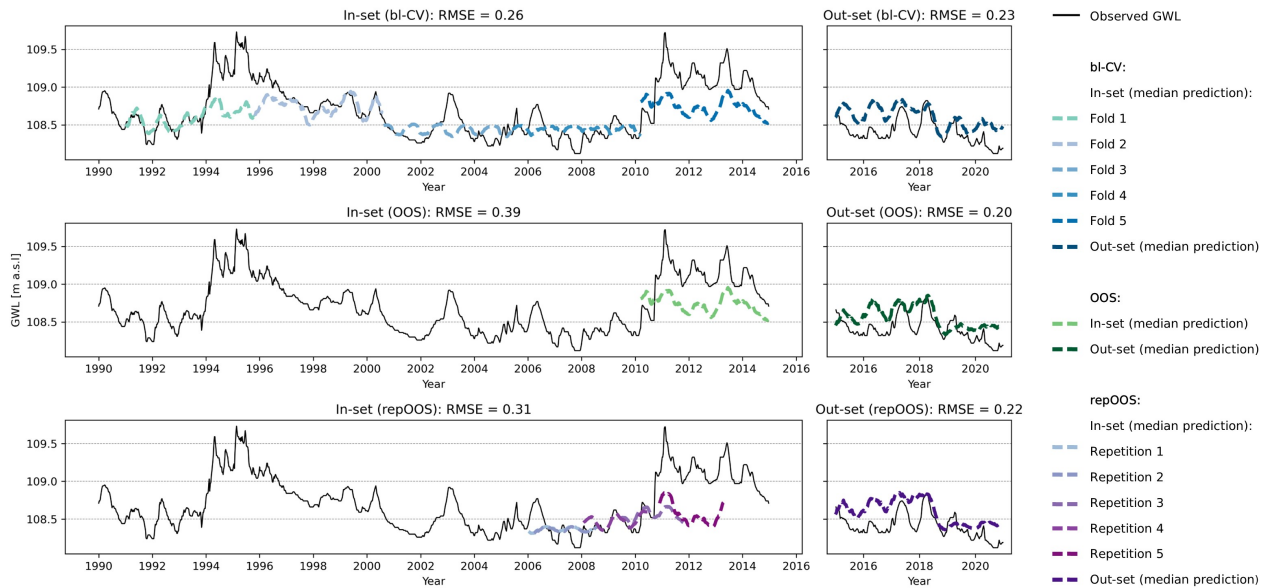 In-set (bl-CV): RMSE = 0.26
109.5
109.0
108.5
1990 1992 1994 1996 1998 2000 2002 2004 2006 2008 2010 2012 2014 2016
Year
Out-set (bl-CV): RMSE = 0.23
2016 2018 2020
Year
In-set (OOS): RMSE = 0.39
GWL [m a.s.l]
109.5
109.0
108.5
1990 1992 1994 1996 1998 2000 2002 2004 2006 2008 2010 2012 2014 2016
Year
Out-set (OOS): RMSE = 0.20
2016 2018 2020
Year
In-set (repOOS): RMSE = 0.31
109.5
109.0
108.5
1990 1992 1994 1996 1998 2000 2002 2004 2006 2008 2010 2012 2014 2016
Year
Out-set (repOOS): RMSE = 0.22
2016 2018 2020
Year
Observed GWL
bl-CV:
In-set (median prediction):
Fold 1
Fold 2
Fold 3
Fold 4
Fold 5
Out-set (median prediction)
OOS:
In-set (median prediction)
Out-set (median prediction)
repOOS:
In-set (median prediction):
Repetition 1
Repetition 2
Repetition 3
Repetition 4
Repetition 5
Out-set (median prediction)